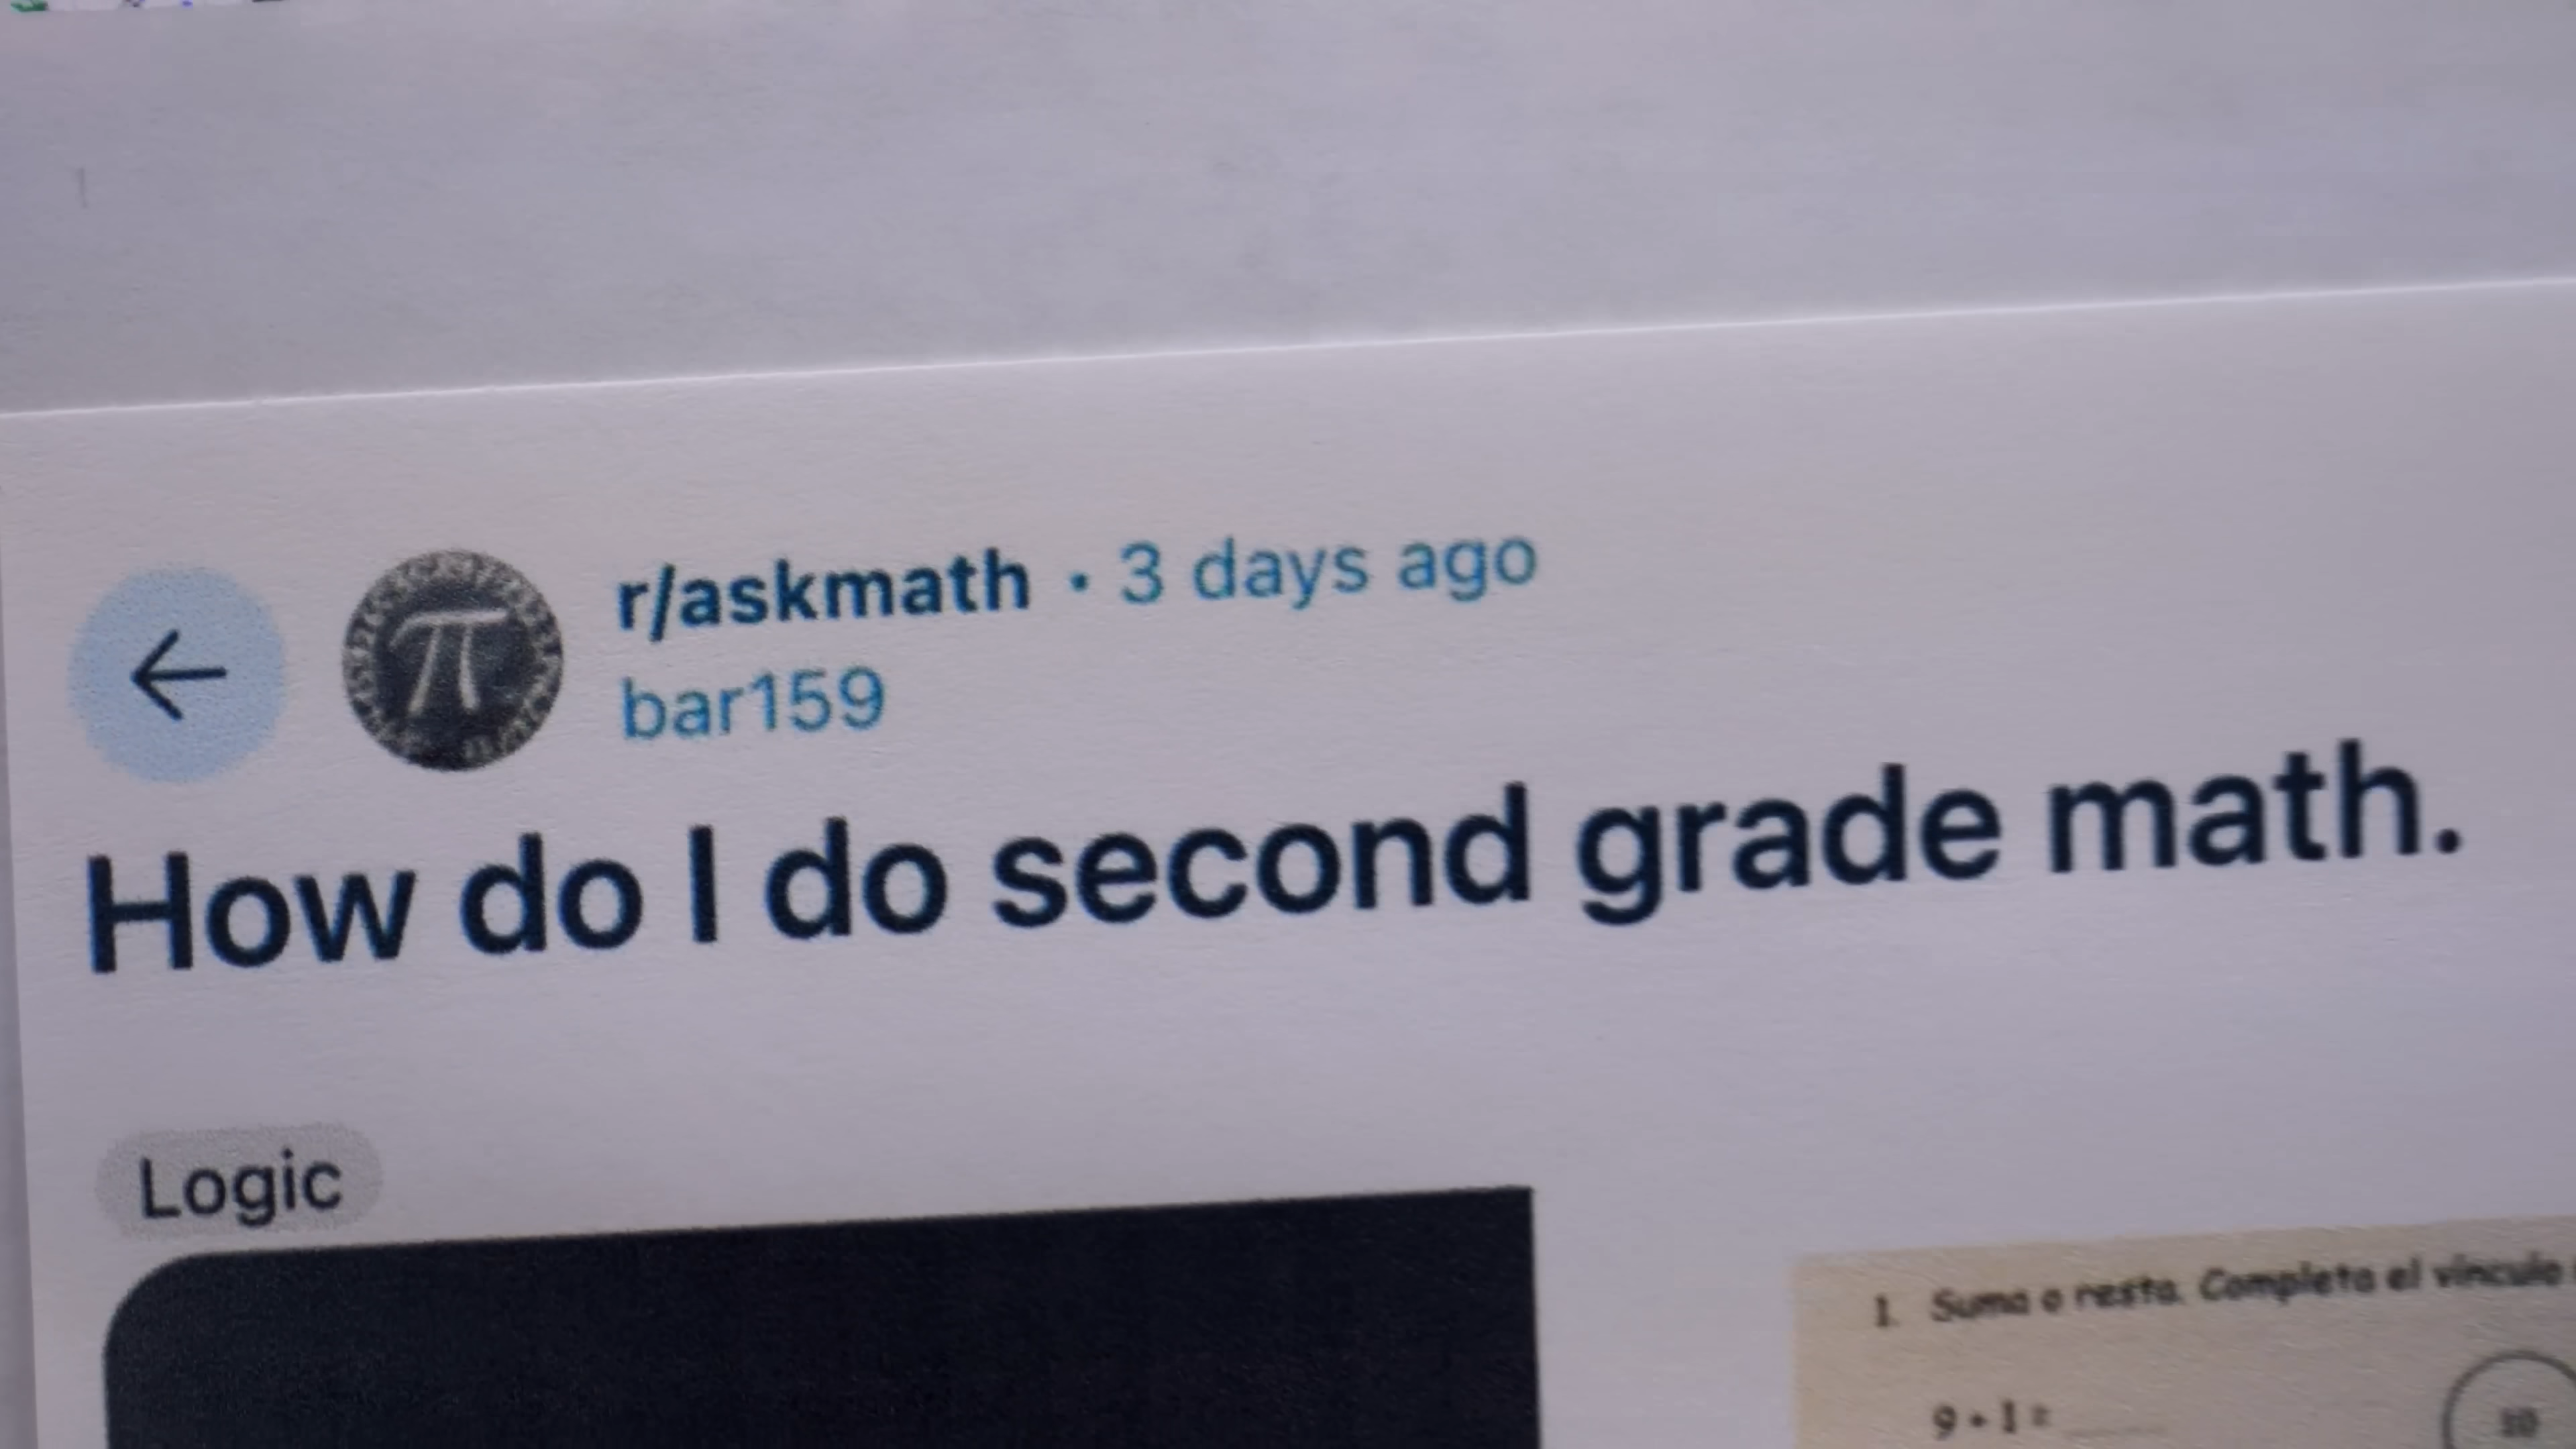 r/askmath • 3 days ago
bar159
How do I do second grade math.
Logic
1. Suma o resta. Completa el vínculo
9 + 1 =
10